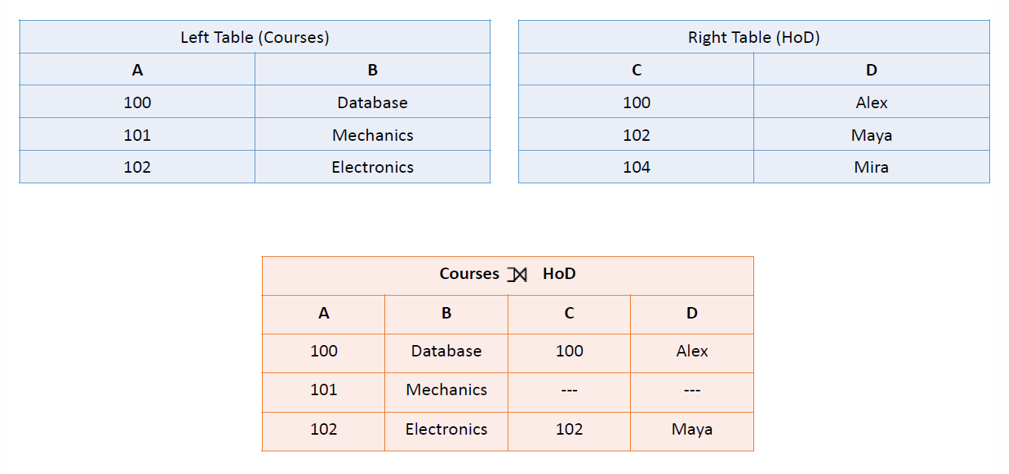 Left Table (Courses)
A B
100 Database
101 Mechanics
102 Electronics
Right Table (HoD)
C D
100 Alex
102 Maya
104 Mira
Courses ⟕ HoD
A B C D
100 Database 100 Alex
101 Mechanics --- ---
102 Electronics 102 Maya